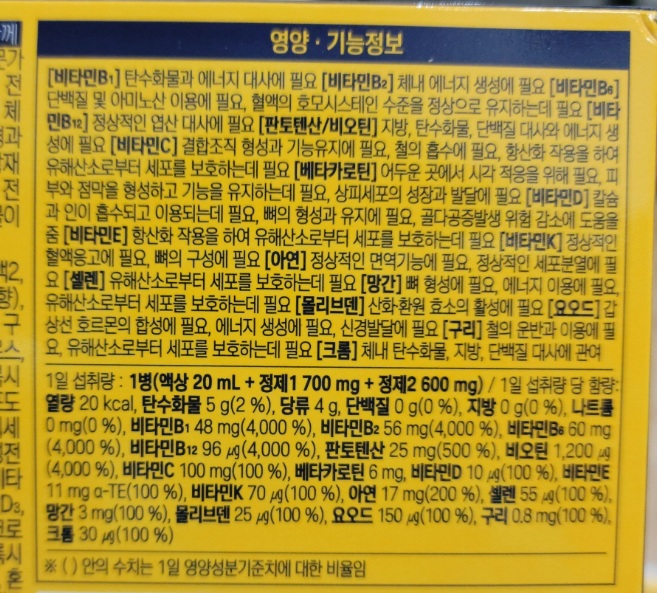 영양 · 기능정보
[비타민B1] 탄수화물과 에너지 대사에 필요 [비타민B2] 체내 에너지 생성에 필요 [비타민B6]
단백질 및 아미노산 이용에 필요, 혈액의 호모시스테인 수준을 정상으로 유지하는데 필요 [비타
민B12] 정상적인 엽산 대사에 필요 [판토텐산/비오틴] 지방, 탄수화물, 단백질 대사와 에너지 생
성에 필요 [비타민C] 결합조직 형성과 기능유지에 필요, 철의 흡수에 필요, 항산화 작용을 하여
유해산소로부터 세포를 보호하는데 필요 [베타카로틴] 어두운 곳에서 시각 적응을 위해 필요, 피
부와 점막을 형성하고 기능을 유지하는데 필요, 상피세포의 성장과 발달에 필요 [비타민D] 칼슘
과 인이 흡수되고 이용되는데 필요, 뼈의 형성과 유지에 필요, 골다공증발생 위험 감소에 도움을
줌 [비타민E] 항산화 작용을 하여 유해산소로부터 세포를 보호하는데 필요 [비타민K] 정상적인
혈액응고에 필요, 뼈의 구성에 필요 [아연] 정상적인 면역기능에 필요, 정상적인 세포분열에 필
요 [셀렌] 유해산소로부터 세포를 보호하는데 필요 [망간] 뼈 형성에 필요, 에너지 이용에 필요,
유해산소로부터 세포를 보호하는데 필요 [몰리브덴] 산화·환원 효소의 활성에 필요 [요오드] 갑
상선 호르몬의 합성에 필요, 에너지 생성에 필요, 신경발달에 필요 [구리] 철의 운반과 이용에 필
요, 유해산소로부터 세포를 보호하는데 필요 [크롬] 체내 탄수화물, 지방, 단백질 대사에 관여
1일 섭취량 : 1병(액상 20 mL + 정제1 700 mg + 정제2 600 mg) / 1일 섭취량 당 함량:
열량 20 kcal, 탄수화물 5 g(2 %), 당류 4 g, 단백질 0 g(0 %), 지방 0 g(0 %), 나트륨
0 mg(0 %), 비타민B1 48 mg(4,000 %), 비타민B2 56 mg(4,000 %), 비타민B6 60 mg
(4,000 %), 비타민B12 96 ㎍(4,000 %), 판토텐산 25 mg(500 %), 비오틴 1,200 ㎍
(4,000 %), 비타민C 100 mg(100 %), 베타카로틴 6 mg, 비타민D 10 ㎍(100 %), 비타민E
11 mg α-TE(100 %), 비타민K 70 ㎍(100 %), 아연 17 mg(200 %), 셀렌 55 ㎍(100 %),
망간 3 mg(100 %), 몰리브덴 25 ㎍(100 %), 요오드 150 ㎍(100 %), 구리 0.8 mg(100 %),
크롬 30 ㎍(100 %)
※ ( ) 안의 수치는 1일 영양성분기준치에 대한 비율임